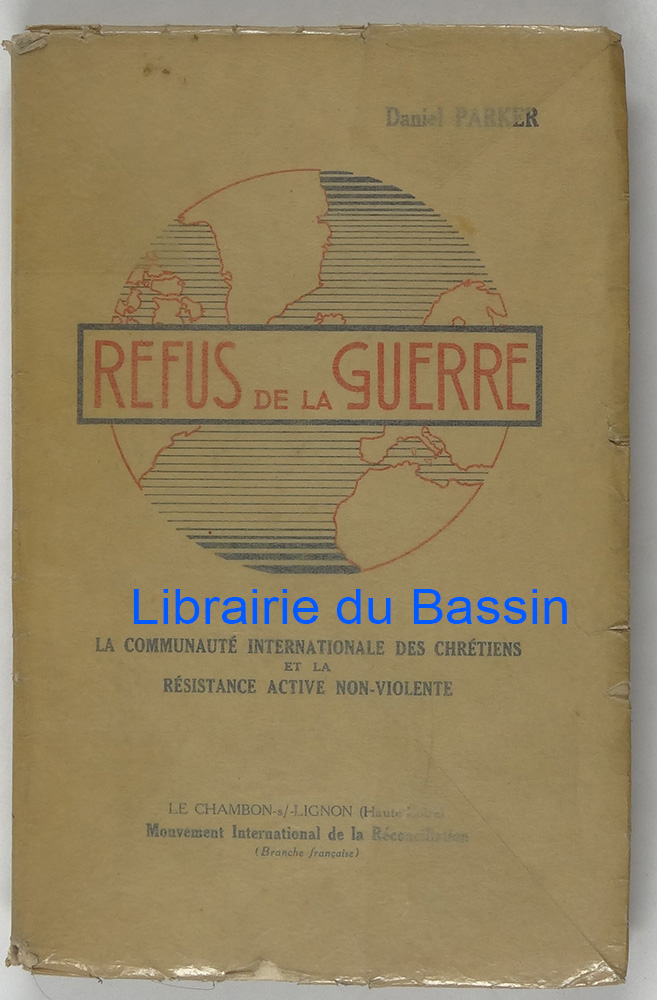 Daniel PARKER
REFUS DE LA GUERRE
Librairie du Bassin
LA COMMUNAUTÉ INTERNATIONALE DES CHRÉTIENS
ET LA
RÉSISTANCE ACTIVE NON-VIOLENTE
LE CHAMBON-s/-LIGNON (Haute-Loire)
Mouvement International de la Réconciliation
(Branche française)